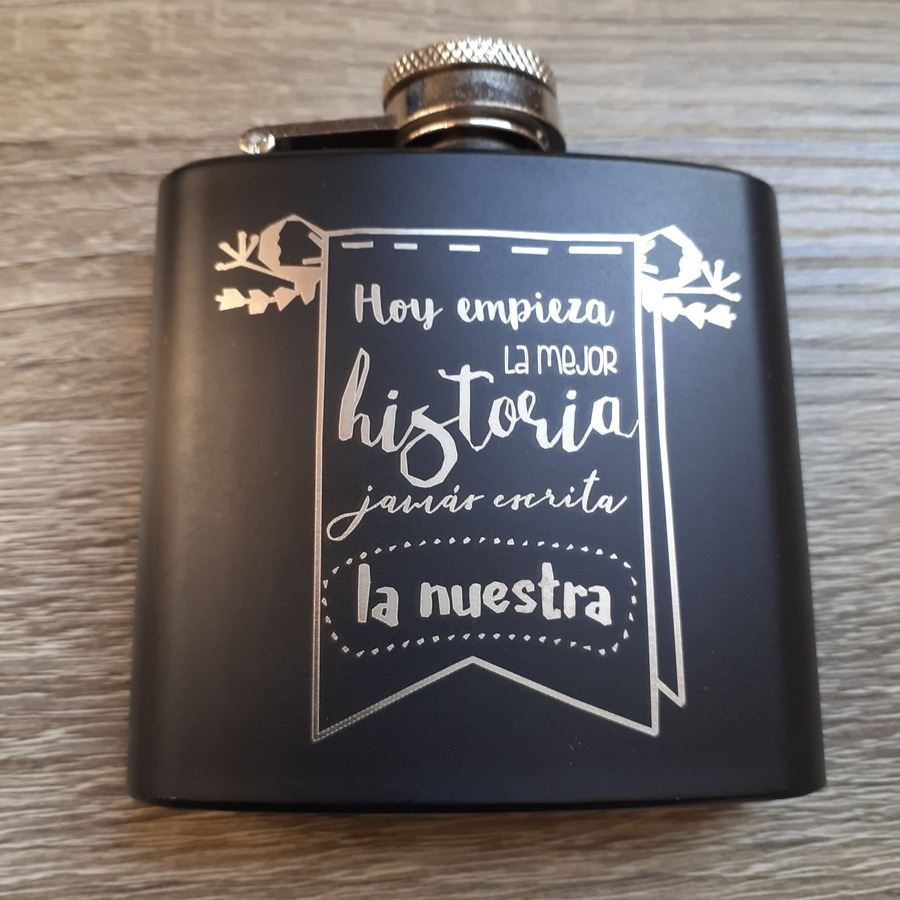 Hoy empieza
La MEJOR
historia
jamás escrita
la nuestra